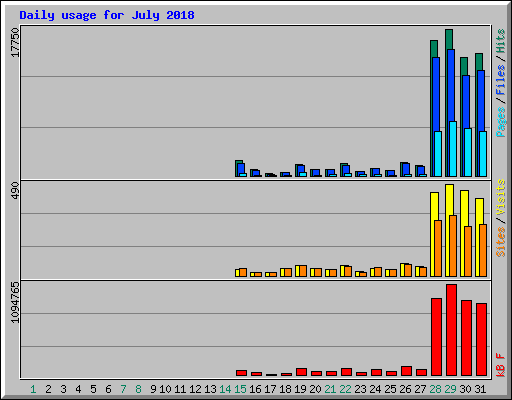 Daily usage for July 2018
17750
Pages/Files/Hits
490
Sites/Visits
1094765
kB F
1 2 3 4 5 6 7 8 9 10 11 12 13 14 15 16 17 18 19 20 21 22 23 24 25 26 27 28 29 30 31